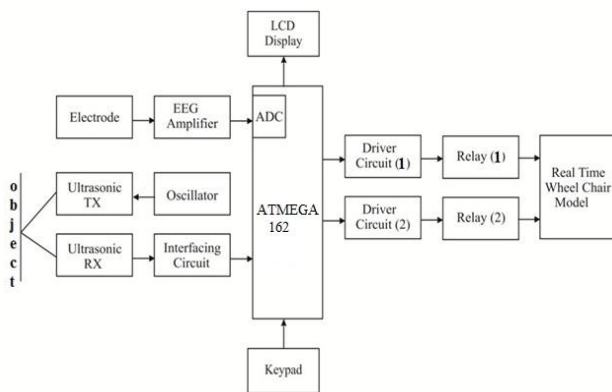 LCD
Display
Electrode
EEG
Amplifier
ADC
Driver
Circuit (1)
Relay (1)
Real Time
Wheel Chair
Model
object
Ultrasonic
TX
Oscillator
ATMEGA
162
Driver
Circuit (2)
Relay (2)
Ultrasonic
RX
Interfacing
Circuit
Keypad